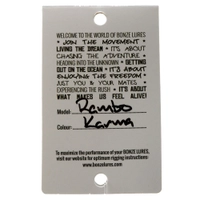 WELCOME TO THE WORLD OF BONZE LURES
• JOIN THE MOVEMENT •
LIVING THE DREAM • IT'S ABOUT
CHASING THE ADVENTURE •
HEADING INTO THE UNKNOWN • GETTING
OUT ON THE OCEAN • IT'S ABOUT
ENJOYING THE FREEDOM •
JUST YOU & YOUR MATES •
EXPERIENCING THE RUSH • IT'S ABOUT
WHAT MAKES US FEEL ALIVE!
Model: Rambo
Colour: Karma
To maximize the performance of your BONZE LURES,
visit our website for optimum rigging instructions:
www.bonzelures.com